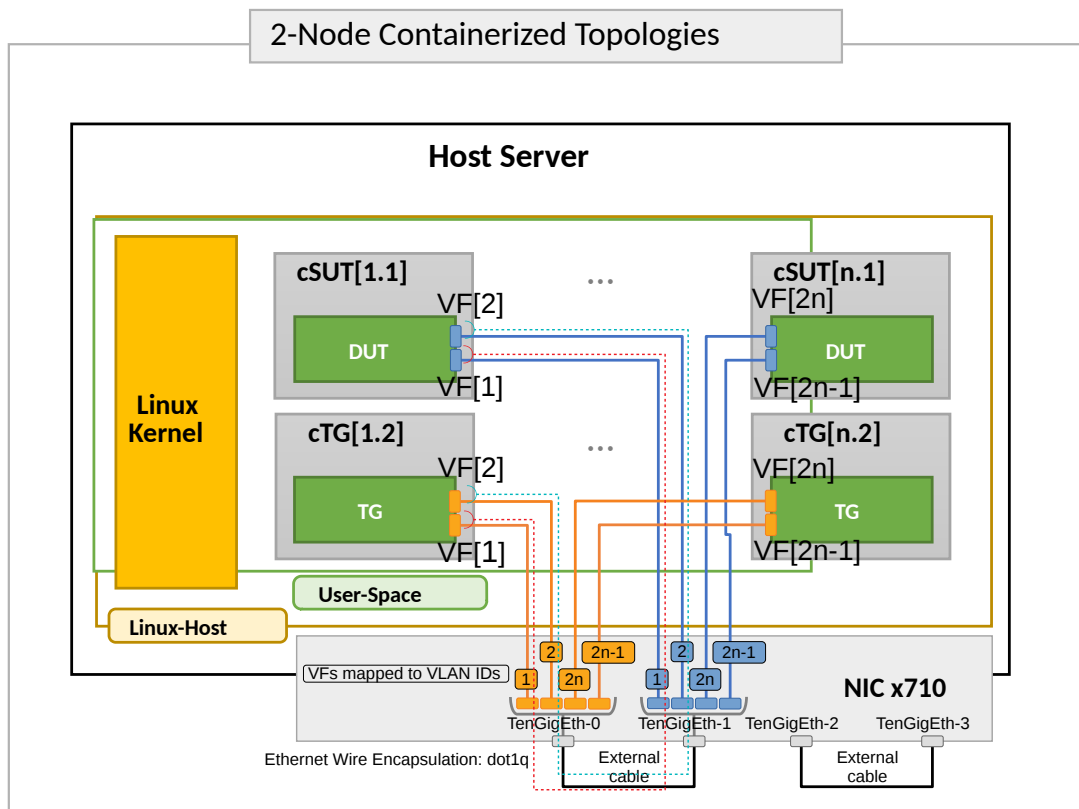 2-Node Containerized Topologies
Host Server
cSUT[1.1]
...
cSUT[n.1]
VF[2]
VF[2n]
DUT
DUT
VF[1]
VF[2n-1]
Linux
Kernel
cTG[1.2]
...
cTG[n.2]
VF[2]
VF[2n]
TG
TG
VF[1]
VF[2n-1]
User-Space
Linux-Host
2
2n-1
2
2n-1
VFs mapped to VLAN IDs
1
2n
1
2n
NIC x710
TenGigEth-0
TenGigEth-1
TenGigEth-2
TenGigEth-3
Ethernet Wire Encapsulation: dot1q
External
cable
External
cable